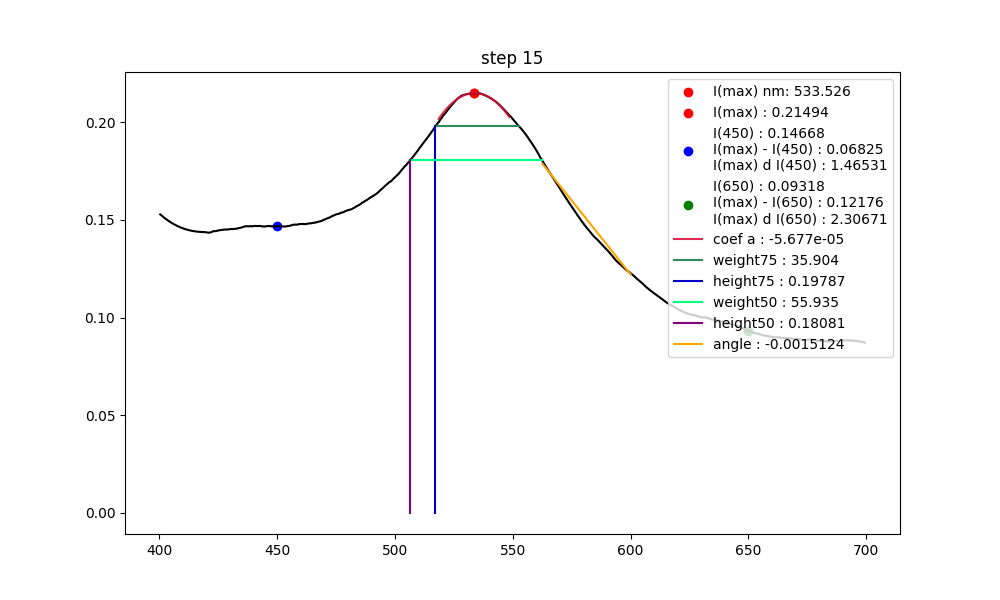 step 15
I(max) nm: 533.526
I(max) : 0.21494
I(450) : 0.14668
I(max) - I(450) : 0.06825
I(max) d I(450) : 1.46531
I(650) : 0.09318
I(max) - I(650) : 0.12176
I(max) d I(650) : 2.30671
coef a : -5.677e-05
weight75 : 35.904
height75 : 0.19787
weight50 : 55.935
height50 : 0.18081
angle : -0.0015124
0.20
0.15
0.10
0.05
0.00
400 450 500 550 600 650 700